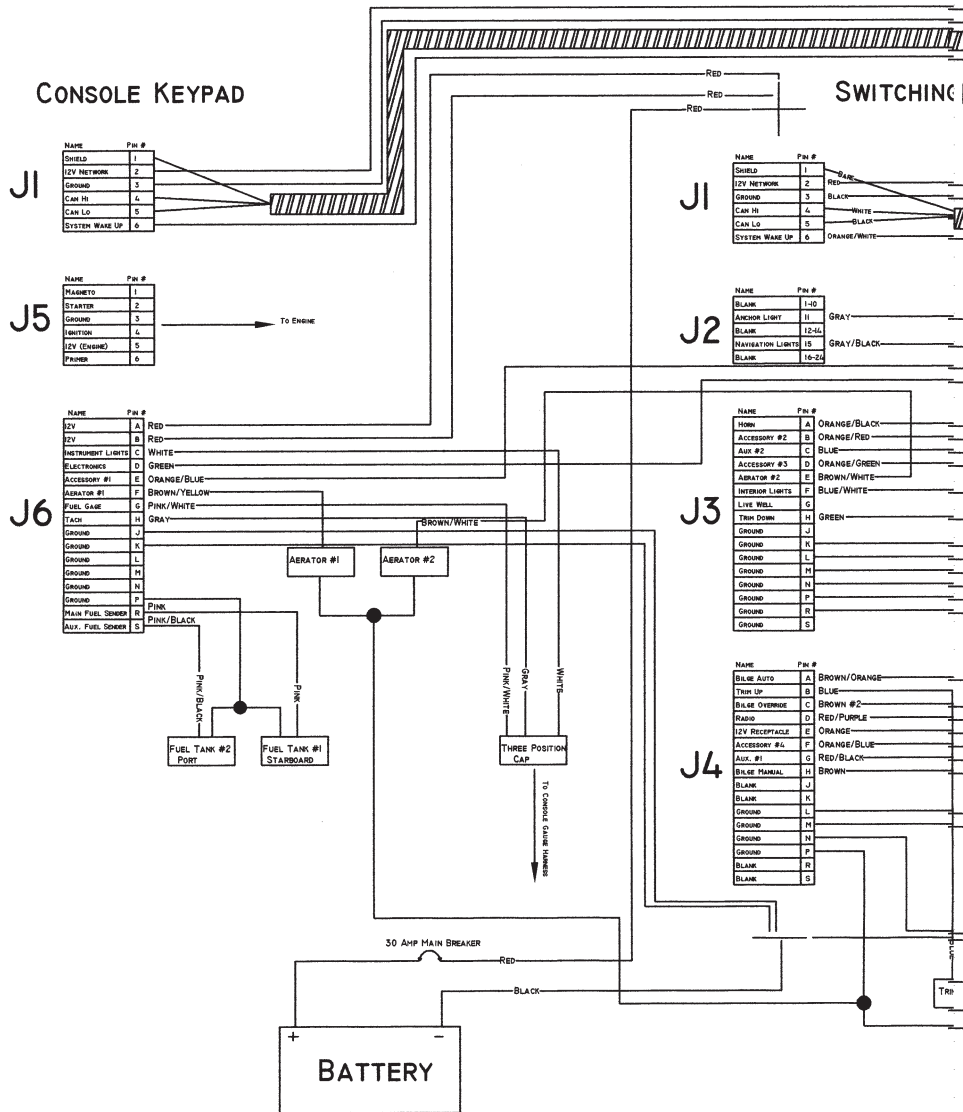 CONSOLE KEYPAD
J1
NAME PIN #
SHIELD 1
12V NETWORK 2
GROUND 3
CAN HI 4
CAN LO 5
SYSTEM WAKE UP 6
J5
NAME PIN #
MAGNETO 1
STARTER 2
GROUND 3
IGNITION 4
12V (ENGINE) 5
PRIMER 6
TO ENGINE
J6
NAME PIN #
12V A RED
12V B RED
INSTRUMENT LIGHTS C WHITE
ELECTRONICS D GREEN
ACCESSORY #1 E ORANGE/BLUE
AERATOR #1 F BROWN/YELLOW
FUEL GAGE G PINK/WHITE
TACH H GRAY
GROUND J
GROUND K
GROUND L
GROUND M
GROUND N
GROUND P
MAIN FUEL SENDER R PINK
AUX. FUEL SENDER S PINK/BLACK
BROWN/WHITE
AERATOR #1
AERATOR #2
PINK/BLACK
PINK
PINK/WHITE
GRAY
WHITE
FUEL TANK #2
PORT
FUEL TANK #1
STARBOARD
THREE POSITION
CAP
TO CONSOLE GAUGE HARNESS
30 AMP MAIN BREAKER
RED
BLACK
+
-
BATTERY
RED
RED
RED
SWITCHING
J1
NAME PIN #
SHIELD 1 BARE
12V NETWORK 2 RED
GROUND 3 BLACK
CAN HI 4 WHITE
CAN LO 5 BLACK
SYSTEM WAKE UP 6 ORANGE/WHITE
J2
NAME PIN #
BLANK 1-10
ANCHOR LIGHT 11 GRAY
BLANK 12-14
NAVIGATION LIGHTS 15 GRAY/BLACK
BLANK 16-24
J3
NAME PIN #
HORN A ORANGE/BLACK
ACCESSORY #2 B ORANGE/RED
AUX #2 C BLUE
ACCESSORY #3 D ORANGE/GREEN
AERATOR #2 E BROWN/WHITE
INTERIOR LIGHTS F BLUE/WHITE
LIVE WELL G
TRIM DOWN H GREEN
GROUND J
GROUND K
GROUND L
GROUND M
GROUND N
GROUND P
GROUND R
GROUND S
J4
NAME PIN #
BILGE AUTO A BROWN/ORANGE
TRIM UP B BLUE
BILGE OVERRIDE C BROWN #2
RADIO D RED/PURPLE
12V RECEPTACLE E ORANGE
ACCESSORY #4 F ORANGE/BLUE
AUX. #1 G RED/BLACK
BILGE MANUAL H BROWN
BLANK J
BLANK K
GROUND L
GROUND M
GROUND N
GROUND P
BLANK R
BLANK S
BLUE